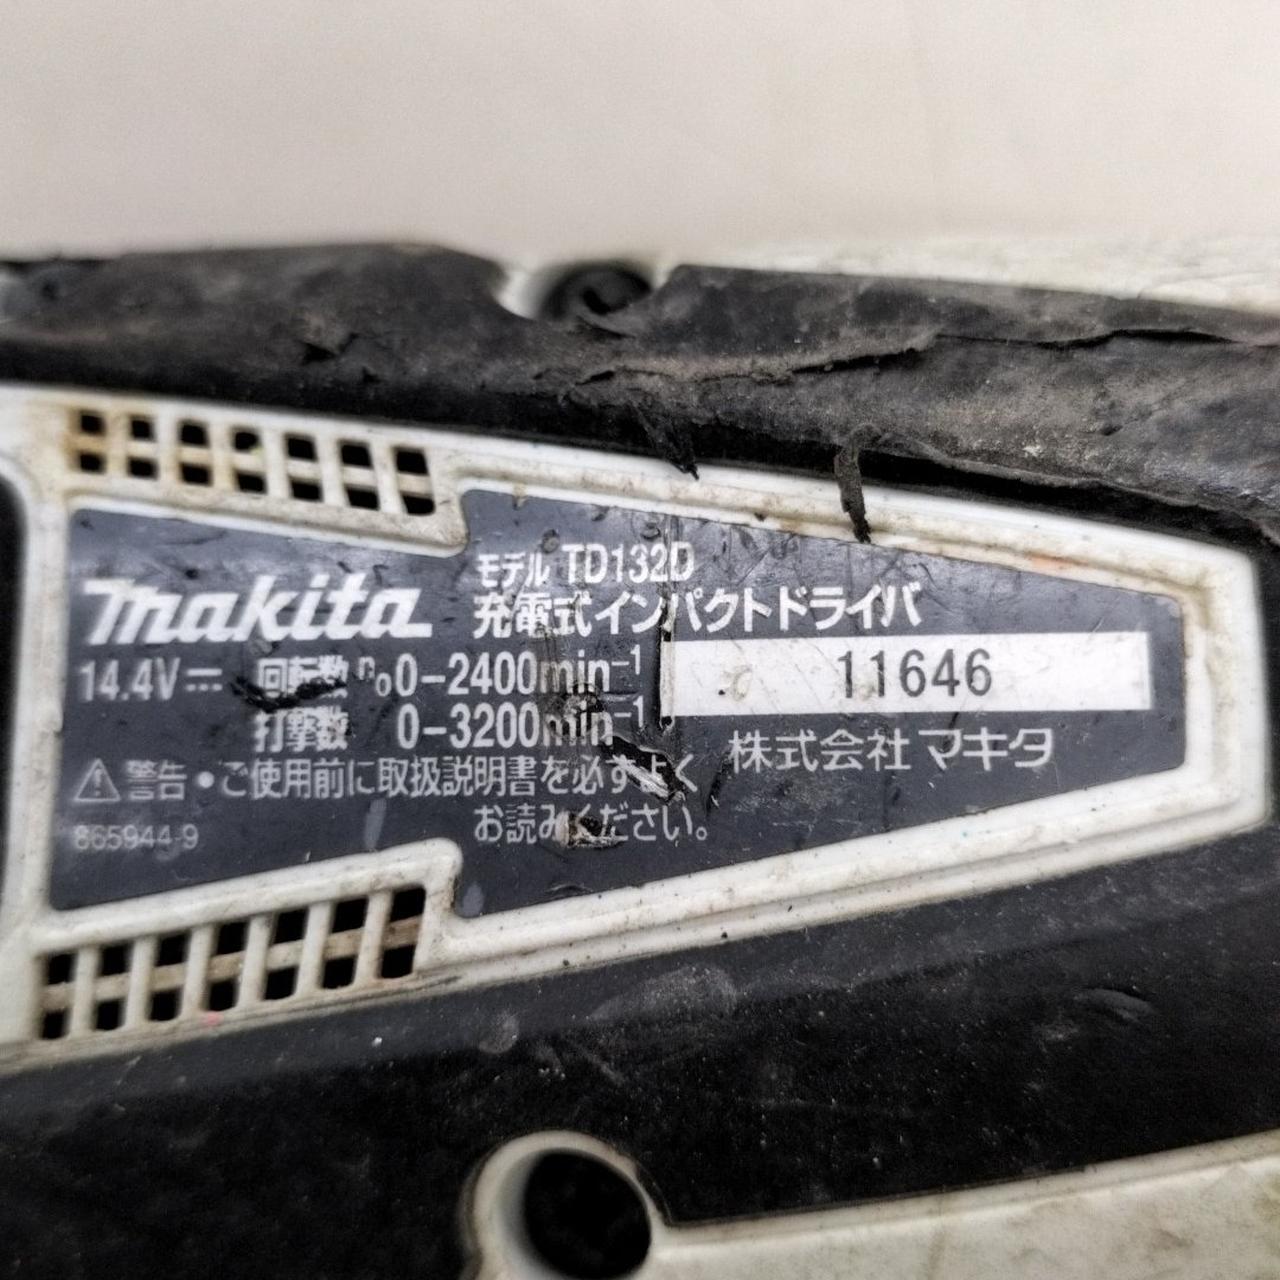 makita
モデル TD132D
充電式インパクトドライバ
14.4V⎓ 回転数 n₀ 0-2400min⁻¹
打撃数 0-3200min⁻¹
11646
株式会社マキタ
⚠警告・ご使用前に取扱説明書を必ずよく
お読みください。
865944-9